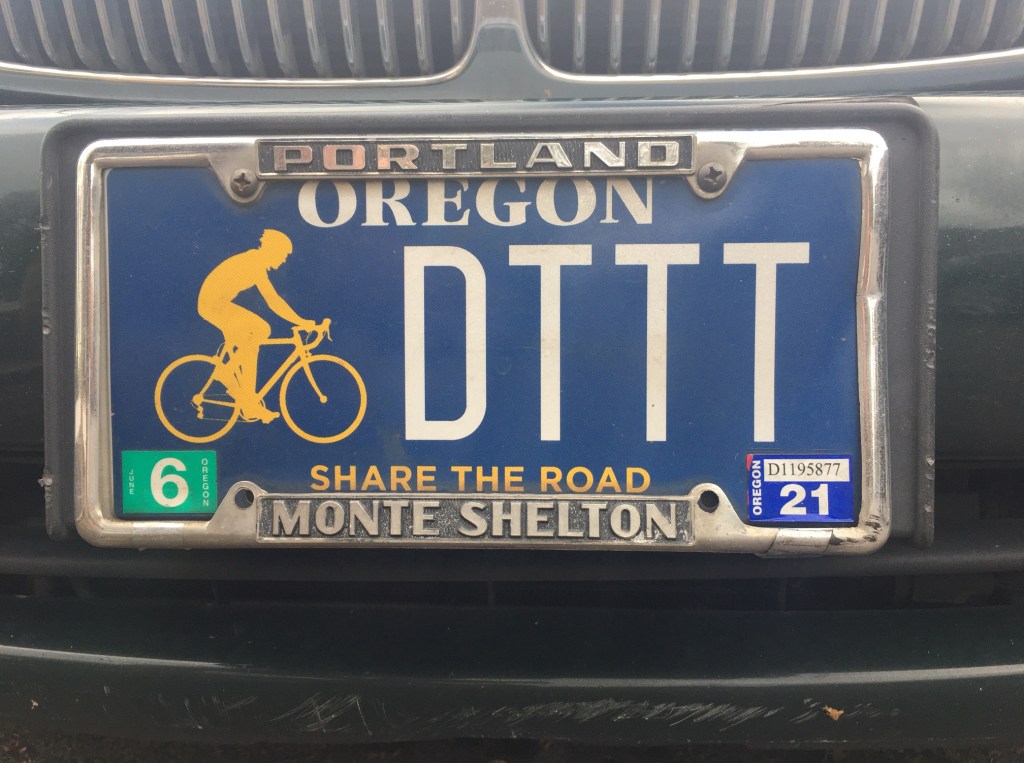 PORTLAND
OREGON
DTTT
SHARE THE ROAD
JUNE
6
OREGON
OREGON
D1195877
21
MONTE SHELTON